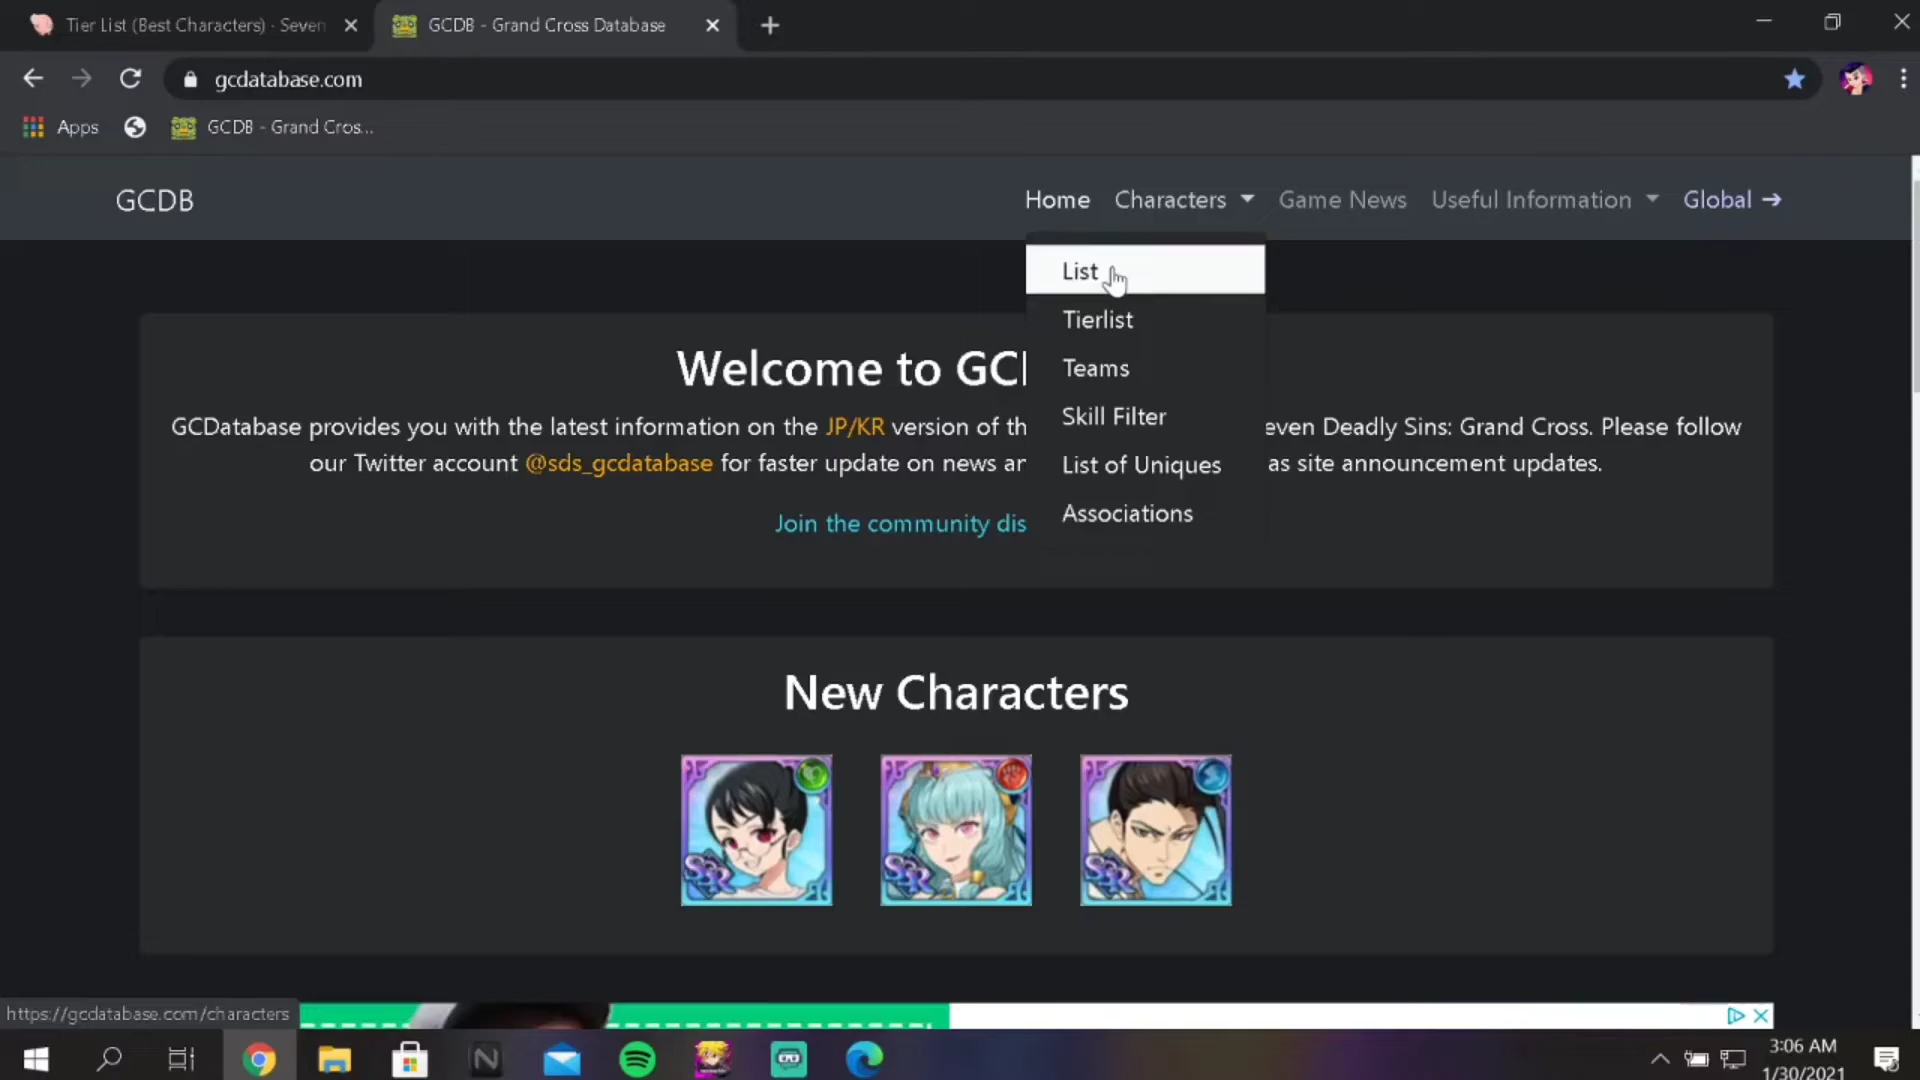 Tier List (Best Characters) - Seven
GCDB - Grand Cross Database
gcdatabase.com
Apps
GCDB - Grand Cros...
GCDB
Home
Characters
Game News
Useful Information
Global →
List
Tierlist
Teams
Skill Filter
List of Uniques
Associations
Welcome to GC
GCDatabase provides you with the latest information on the JP/KR version of th even Deadly Sins: Grand Cross. Please follow
our Twitter account @sds_gcdatabase for faster update on news ar as site announcement updates.
Join the community dis
New Characters
SSR
SSR
SSR
https://gcdatabase.com/characters
3:06 AM
1/30/2021